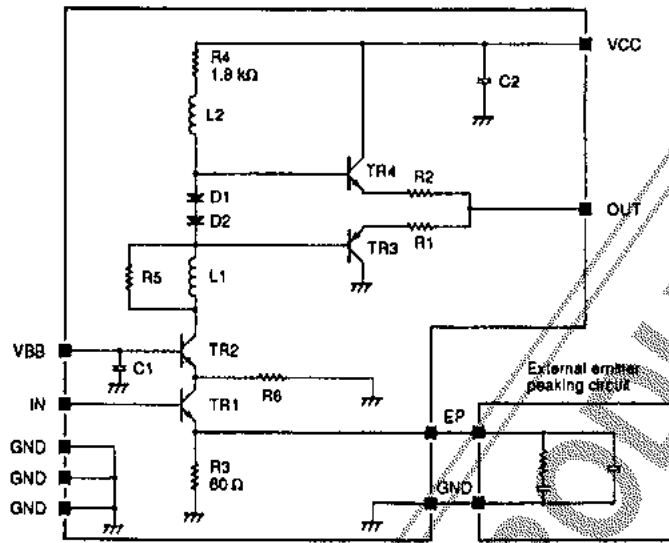 R4
1.8 kΩ
VCC
C2
L2
TR4
R2
D1
D2
OUT
TR3
R1
R5
L1
VBB
C1
TR2
R6
External emitter
peaking circuit
IN
TR1
EP
GND
R3
60 Ω
GND
GND
GND